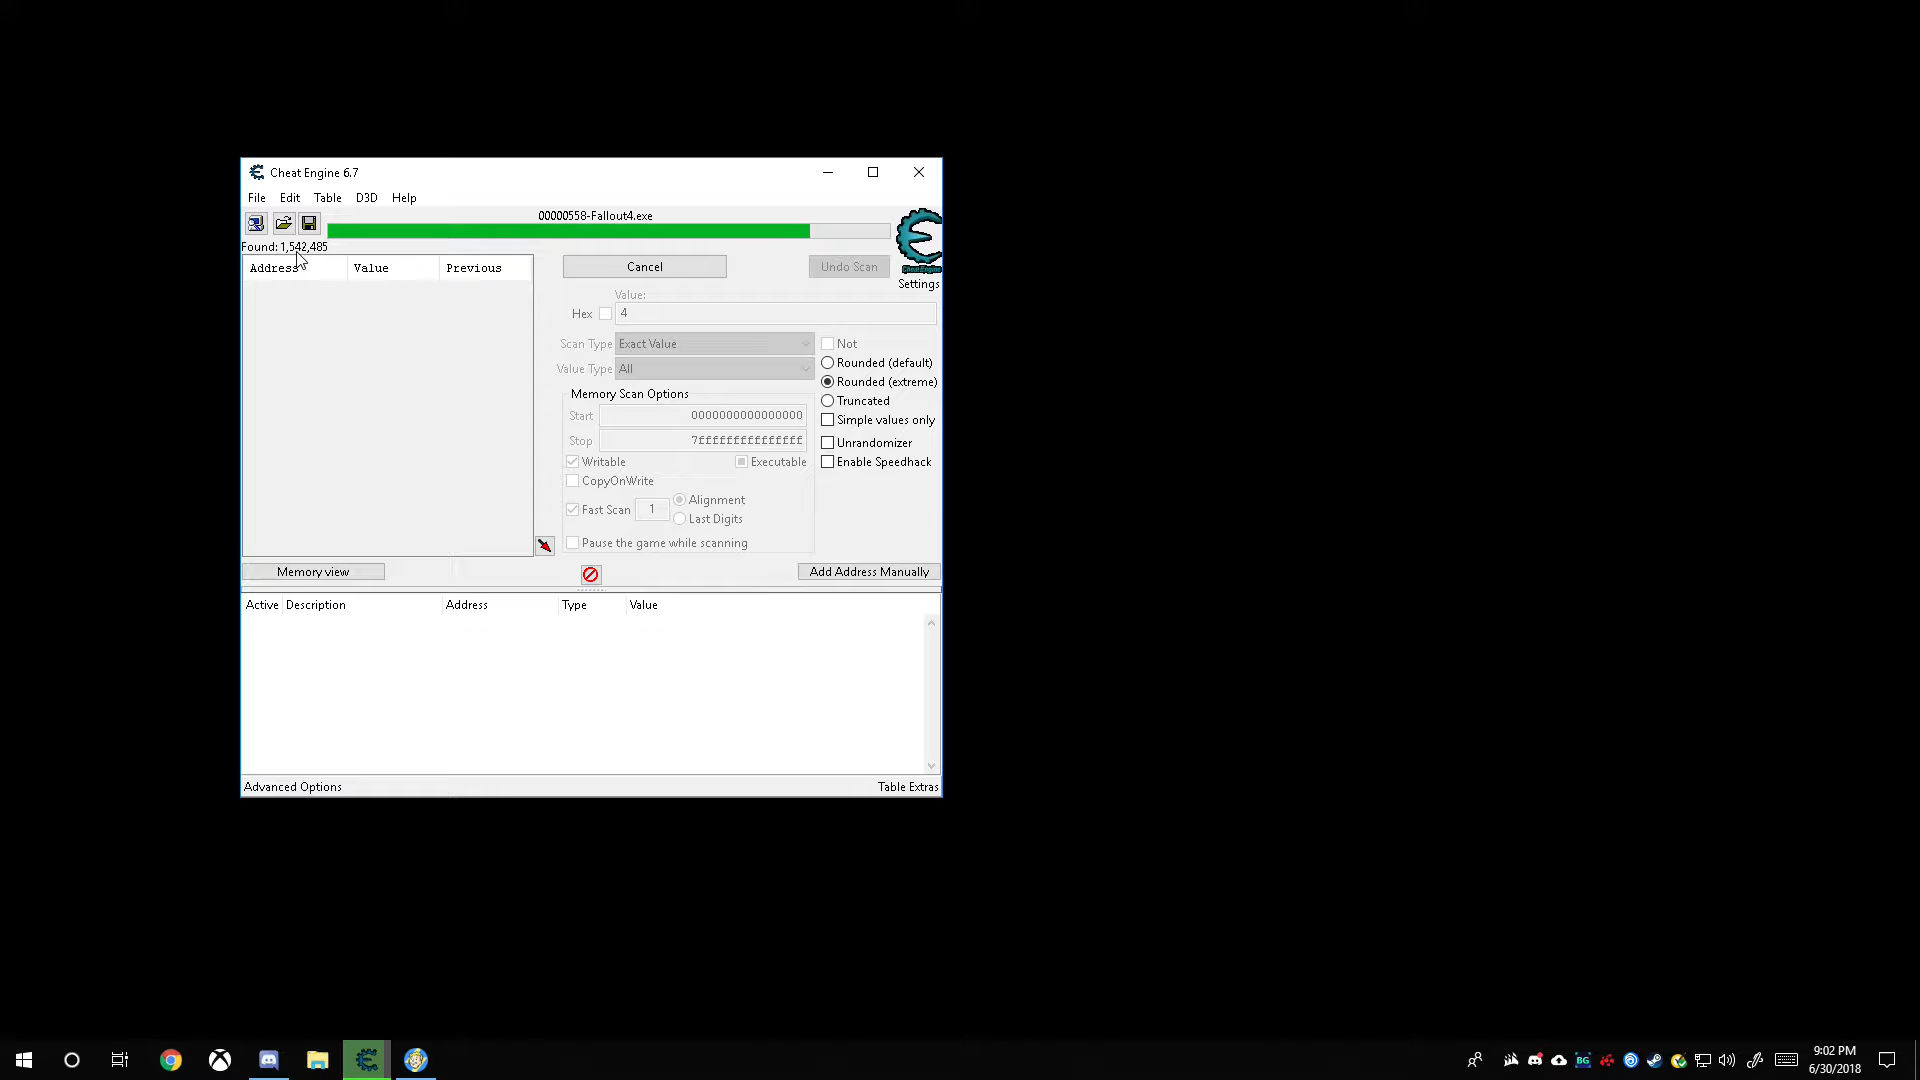 Cheat Engine 6.7
File Edit Table D3D Help
00000558-Fallout4.exe
Found: 1,542,485
Address Value Previous
Cancel Undo Scan
Cheat Engine
Settings
Value:
Hex 4
Scan Type Exact Value Not
Rounded (default)
Value Type All
Rounded (extreme)
Memory Scan Options
Truncated
Start 0000000000000000
Simple values only
Stop 7fffffffffffffff
Unrandomizer
Writable Executable Enable Speedhack
CopyOnWrite
Fast Scan 1 Alignment
Last Digits
Pause the game while scanning
Memory view Add Address Manually
Active Description Address Type Value
Advanced Options Table Extras
BG
9:02 PM
6/30/2018